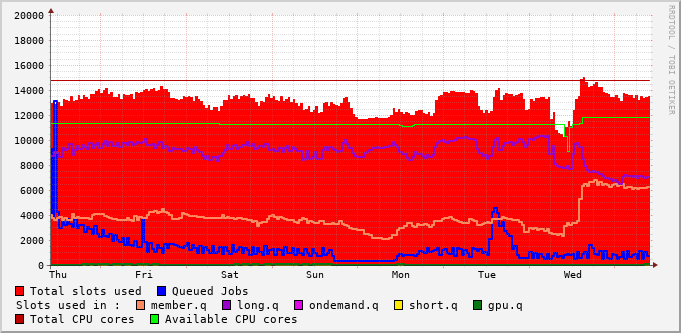 20000
18000
16000
14000
12000
10000
8000
6000
4000
2000
0
Thu Fri Sat Sun Mon Tue Wed
Total slots used Queued Jobs
Slots used in : member.q long.q ondemand.q short.q gpu.q
Total CPU cores Available CPU cores
RRDTOOL / TOBI OETIKER